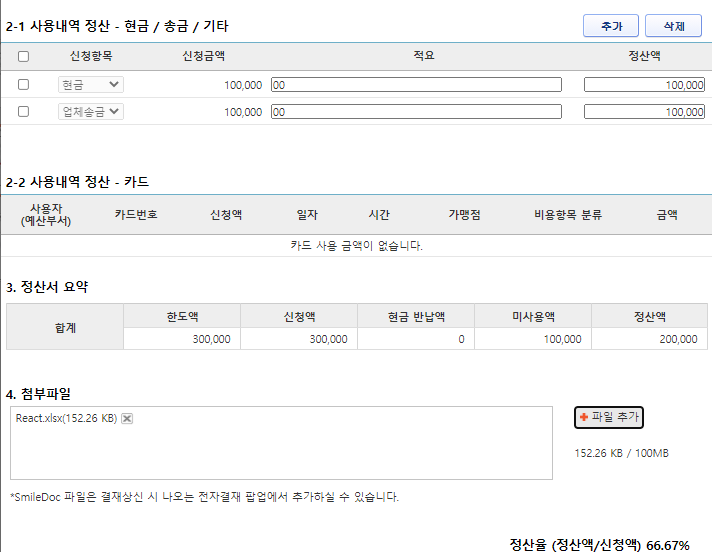 2-1 사용내역 정산 - 현금 / 송금 / 기타 추가 삭제
신청항목 신청금액 적요 정산액
현금 100,000 00 100,000
업체송금 100,000 00 100,000
2-2 사용내역 정산 - 카드
사용자 (예산부서) 카드번호 신청액 일자 시간 가맹점 비용항목 분류 금액
카드 사용 금액이 없습니다.
3. 정산서 요약
합계 한도액 신청액 현금 반납액 미사용액 정산액
300,000 300,000 0 100,000 200,000
4. 첨부파일
React.xlsx(152.26 KB) 파일 추가
152.26 KB / 100MB
*SmileDoc 파일은 결재상신 시 나오는 전자결재 팝업에서 추가하실 수 있습니다.
정산율 (정산액/신청액) 66.67%